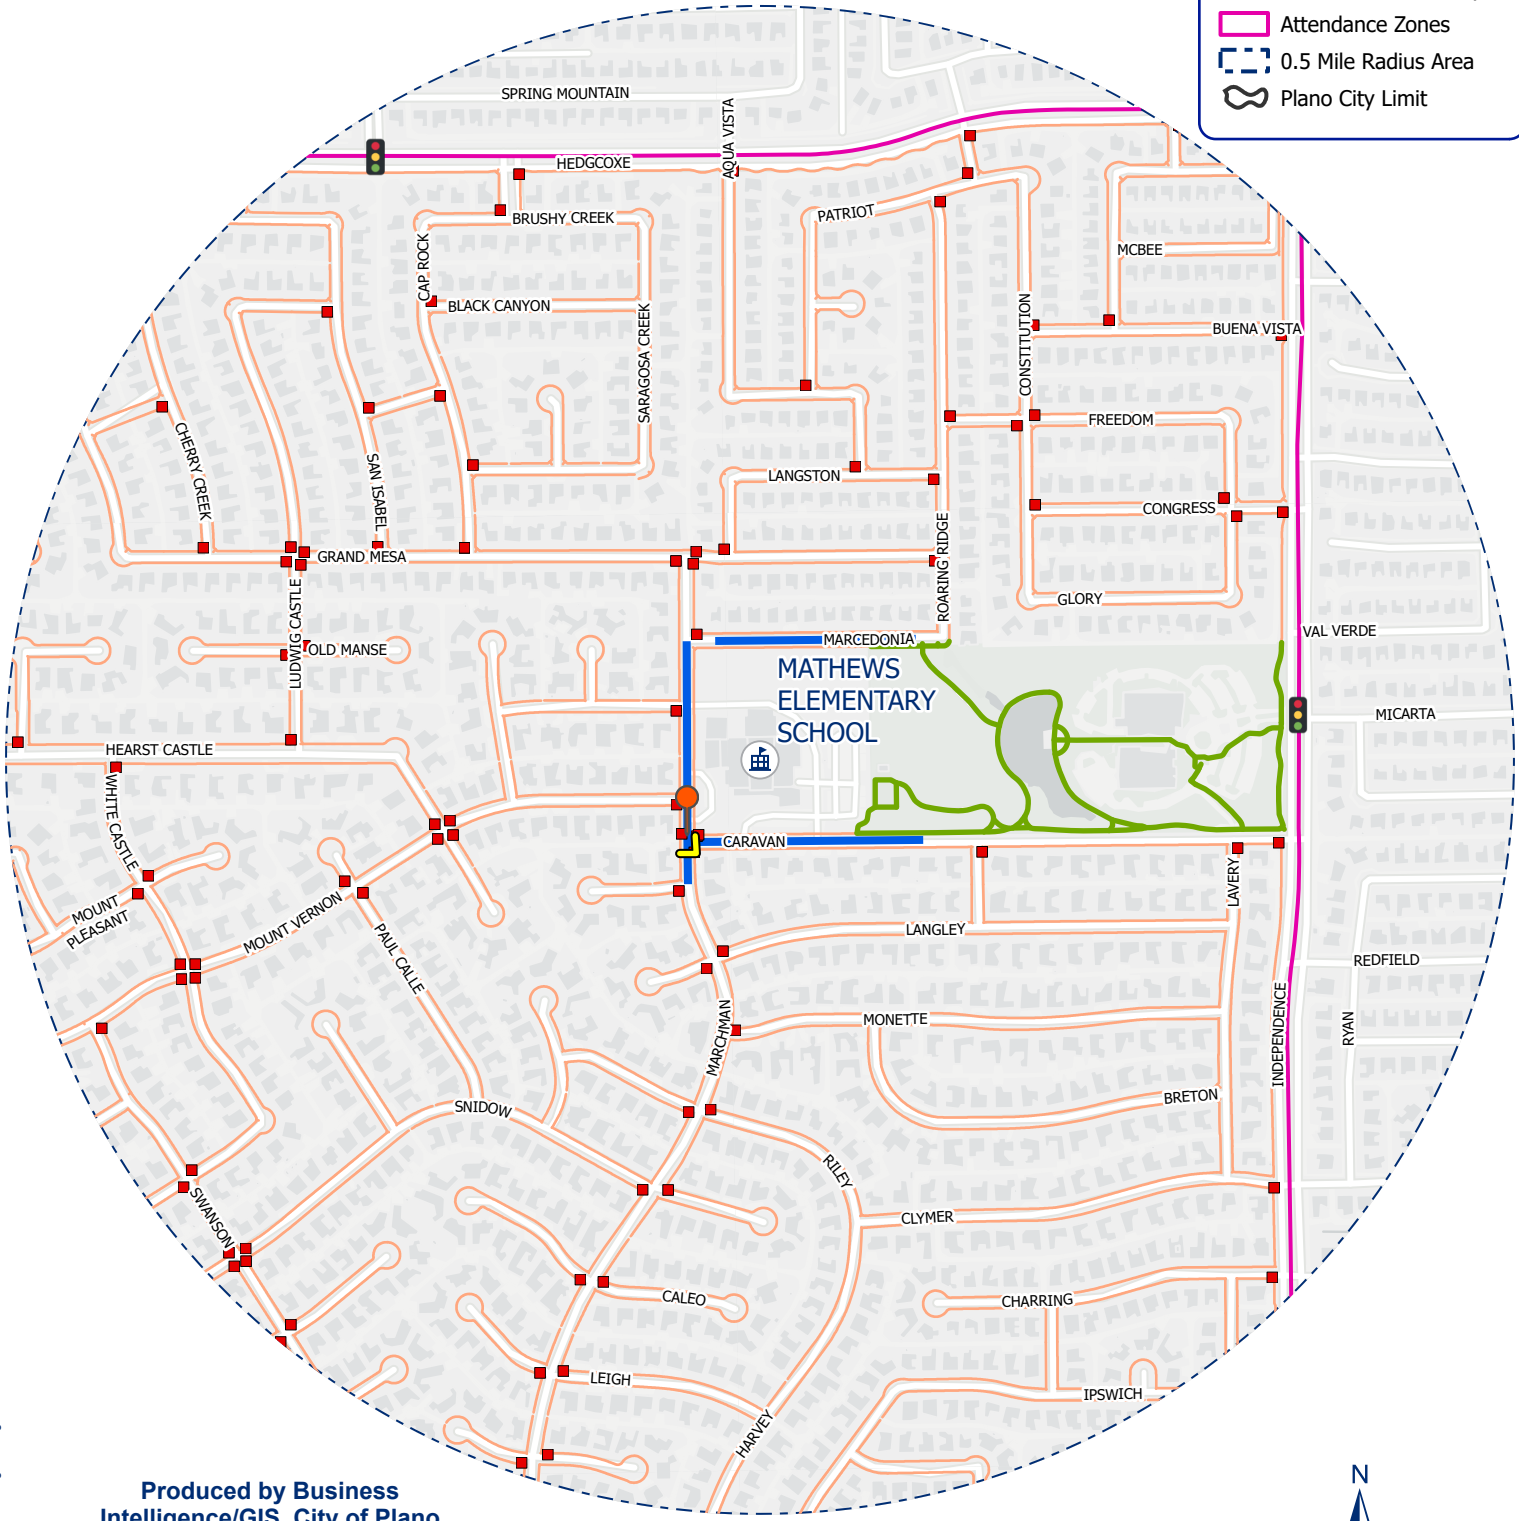 Attendance Zones
0.5 Mile Radius Area
Plano City Limit
SPRING MOUNTAIN
AQUA VISTA
HEDGCOXE
PATRIOT
BRUSHY CREEK
CAP ROCK
MCBEE
BLACK CANYON
SARAGOSA CREEK
CONSTITUTION
BUENA VISTA
FREEDOM
CHERRY CREEK
SAN ISABEL
LANGSTON
CONGRESS
ROARING RIDGE
GRAND MESA
LUDWIG CASTLE
GLORY
VAL VERDE
MARCEDONIA
OLD MANSE
MATHEWS
ELEMENTARY
SCHOOL
MICARTA
HEARST CASTLE
WHITE CASTLE
CARAVAN
LAVERY
MOUNT
PLEASANT
MOUNT VERNON
PAUL CALLE
LANGLEY
REDFIELD
MARCHMAN
MONETTE
INDEPENDENCE
RYAN
SNIDOW
BRETON
RILEY
SWANSON
CLYMER
CALEO
CHARRING
LEIGH
IPSWICH
HARVEY
N
Produced by Business
Intelligence/GIS, City of Plano